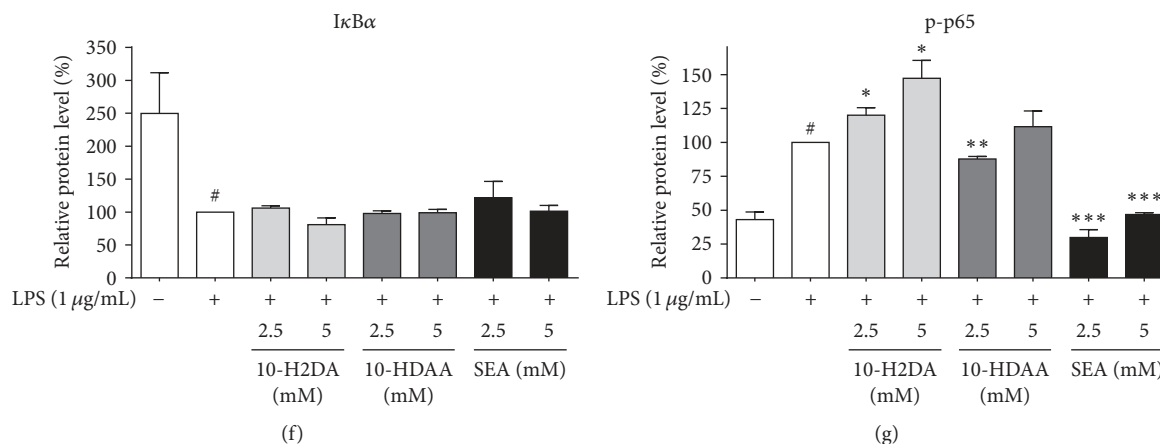 IκBα
Relative protein level (%)
350
300
250
200
150
100
50
0
#
LPS (1 μg/mL) − + + + + + + +
2.5 5 2.5 5 2.5 5
10-H2DA 10-HDAA SEA (mM)
(mM) (mM)
(f)
p-p65
Relative protein level (%)
150
125
100
75
50
25
0
# * * ** *** ***
LPS (1 μg/mL) − + + + + + + +
2.5 5 2.5 5 2.5 5
10-H2DA 10-HDAA SEA (mM)
(mM) (mM)
(g)